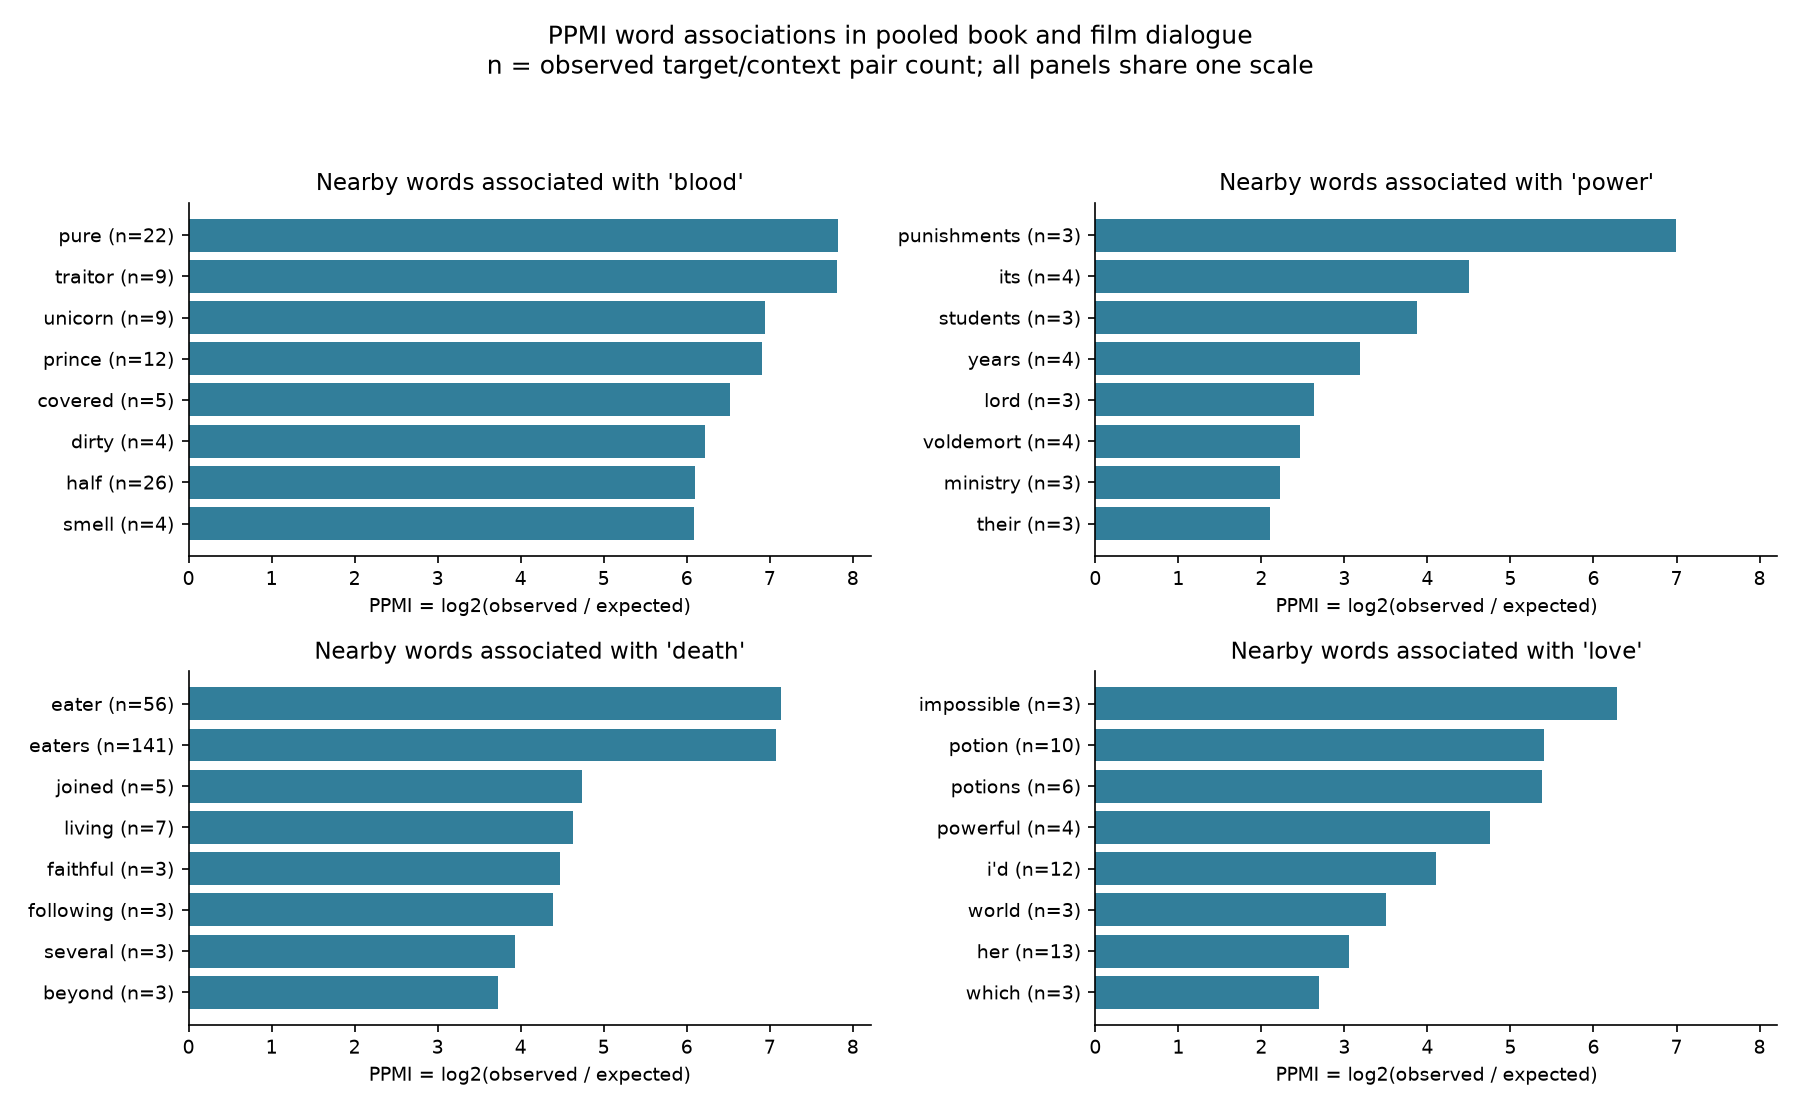 PPMI word associations in pooled book and film dialogue
n = observed target/context pair count; all panels share one scale
Nearby words associated with 'blood'
pure (n=22)
traitor (n=9)
unicorn (n=9)
prince (n=12)
covered (n=5)
dirty (n=4)
half (n=26)
smell (n=4)
0 1 2 3 4 5 6 7 8
PPMI = log2(observed / expected)
Nearby words associated with 'power'
punishments (n=3)
its (n=4)
students (n=3)
years (n=4)
lord (n=3)
voldemort (n=4)
ministry (n=3)
their (n=3)
0 1 2 3 4 5 6 7 8
PPMI = log2(observed / expected)
Nearby words associated with 'death'
eater (n=56)
eaters (n=141)
joined (n=5)
living (n=7)
faithful (n=3)
following (n=3)
several (n=3)
beyond (n=3)
0 1 2 3 4 5 6 7 8
PPMI = log2(observed / expected)
Nearby words associated with 'love'
impossible (n=3)
potion (n=10)
potions (n=6)
powerful (n=4)
i'd (n=12)
world (n=3)
her (n=13)
which (n=3)
0 1 2 3 4 5 6 7 8
PPMI = log2(observed / expected)